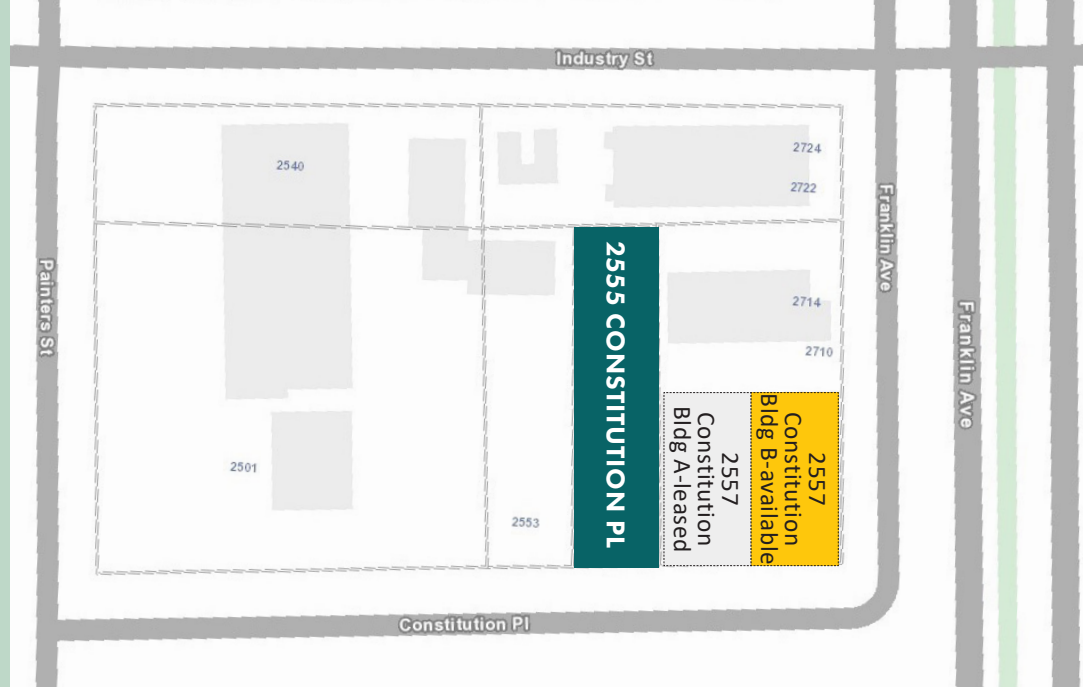 Industry St
2540
2724
2722
Franklin Ave
Painters St
2555 CONSTITUTION PL
2714
Franklin Ave
2710
2557
Constitution
Bldg A-leased
2557
Constitution
Bldg B-available
2501
2553
Constitution Pl